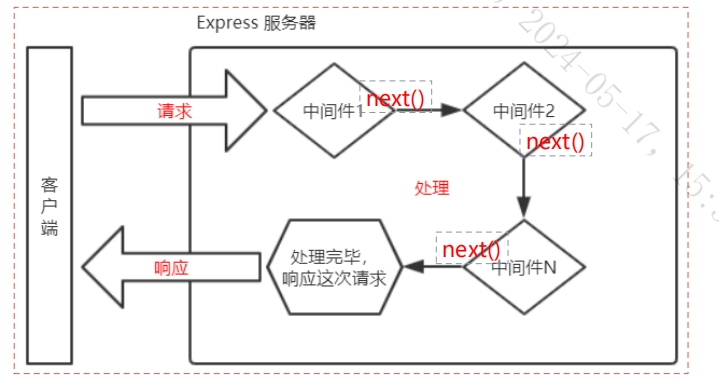 Express 服务器
请求
中间件1
next()
中间件2
next()
客户端
处理
next()
中间件N
处理完毕，
响应这次请求
响应
2024-05-17,